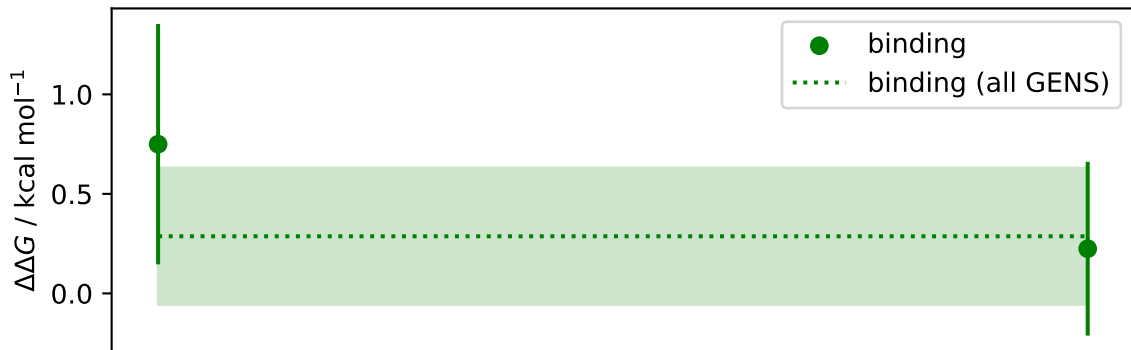 binding
binding (all GENS)
1.0
0.5
0.0
ΔΔG / kcal mol⁻¹